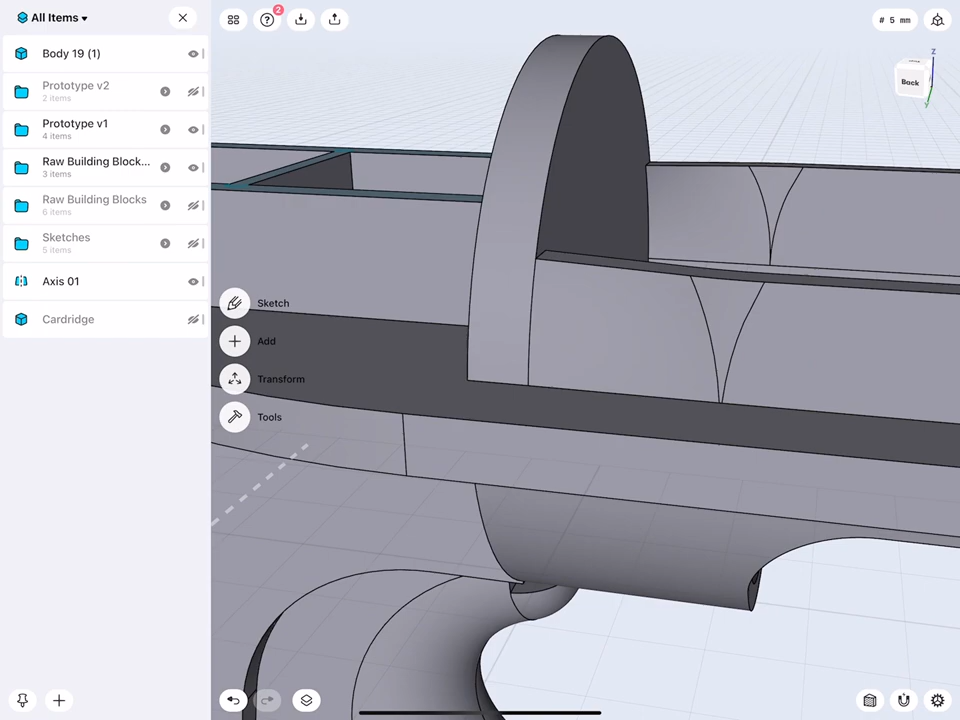 All Items ▾
2
# 5 mm
Body 19 (1)
Z
Back
Y
Prototype v2
2 items
Prototype v1
4 items
Raw Building Block...
3 items
Raw Building Blocks
6 items
Sketches
5 items
Axis 01
Cardridge
Sketch
Add
Transform
Tools